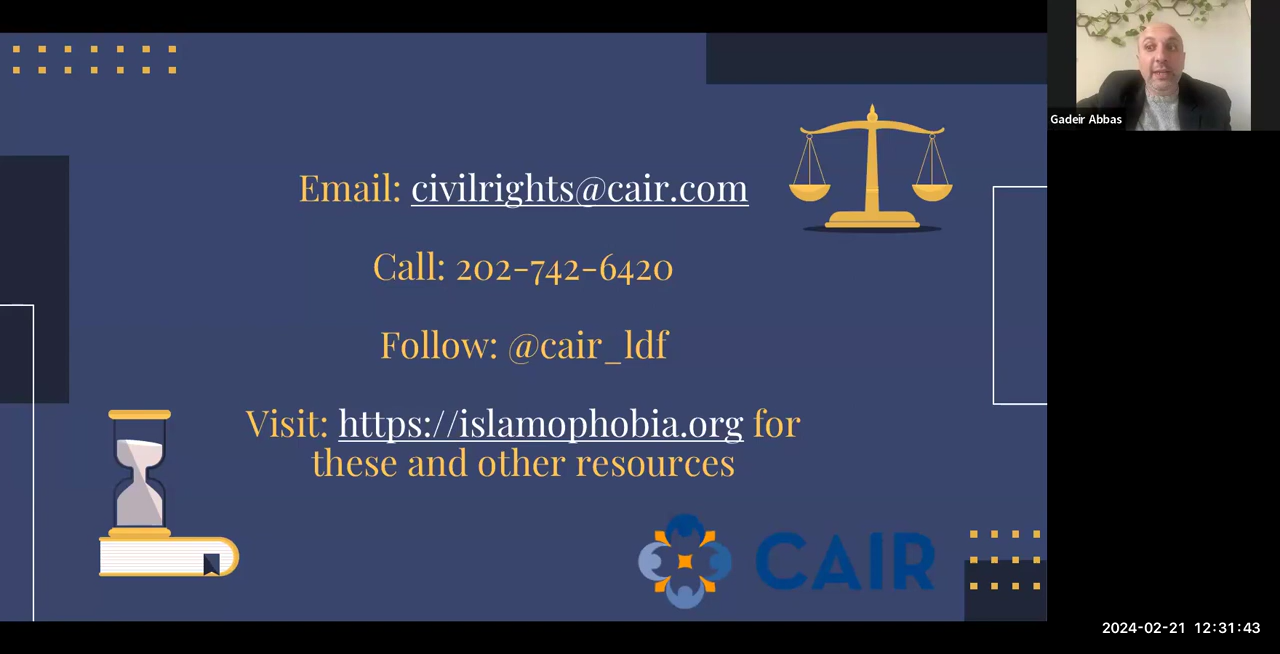 Email: civilrights@cair.com
Call: 202-742-6420
Follow: @cair_ldf
Visit: https://islamophobia.org for
these and other resources
CAIR
Gadeir Abbas
2024-02-21 12:31:43